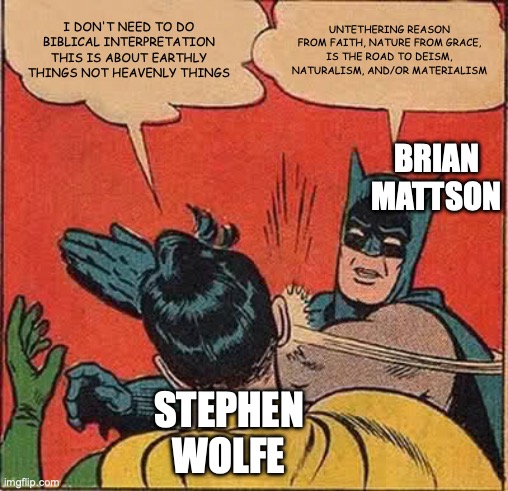 I DON'T NEED TO DO
BIBLICAL INTERPRETATION
THIS IS ABOUT EARTHLY
THINGS NOT HEAVENLY THINGS
UNTETHERING REASON
FROM FAITH, NATURE FROM GRACE,
IS THE ROAD TO DEISM,
NATURALISM, AND/OR MATERIALISM
BRIAN
MATTSON
STEPHEN
WOLFE
imgflip.com